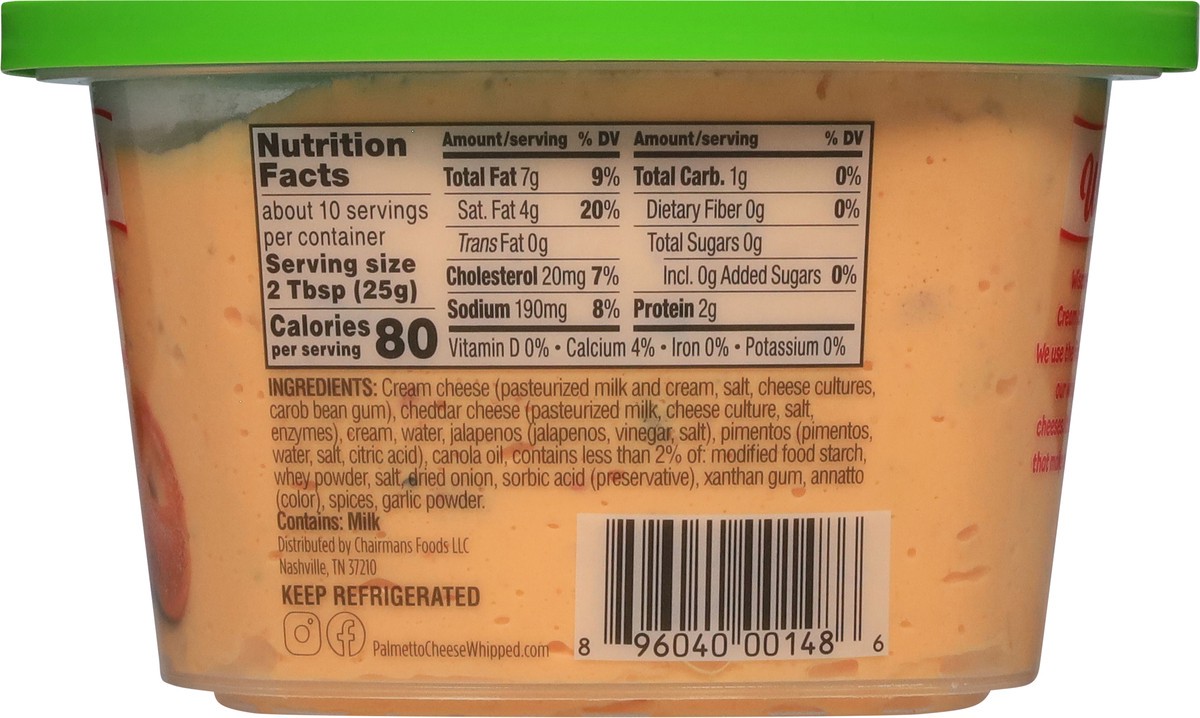 Nutrition
Facts
about 10 servings
per container
Serving size
2 Tbsp (25g)
Calories
per serving
80
Amount/serving % DV
Total Fat 7g 9%
Sat. Fat 4g 20%
Trans Fat 0g
Cholesterol 20mg 7%
Sodium 190mg 8%
Amount/serving % DV
Total Carb. 1g 0%
Dietary Fiber 0g 0%
Total Sugars 0g
Incl. 0g Added Sugars 0%
Protein 2g
Vitamin D 0% • Calcium 4% • Iron 0% • Potassium 0%
INGREDIENTS: Cream cheese (pasteurized milk and cream, salt, cheese cultures,
carob bean gum), cheddar cheese (pasteurized milk, cheese culture, salt,
enzymes), cream, water, jalapenos (jalapenos, vinegar, salt), pimentos (pimentos,
water, salt, citric acid), canola oil, contains less than 2% of: modified food starch,
whey powder, salt, dried onion, sorbic acid (preservative), xanthan gum, annatto
(color), spices, garlic powder.
Contains: Milk
Distributed by Chairmans Foods LLC
Nashville, TN 37210
KEEP REFRIGERATED
PalmettoCheeseWhipped.com
8 96040 00148 6
We use the
cheeses